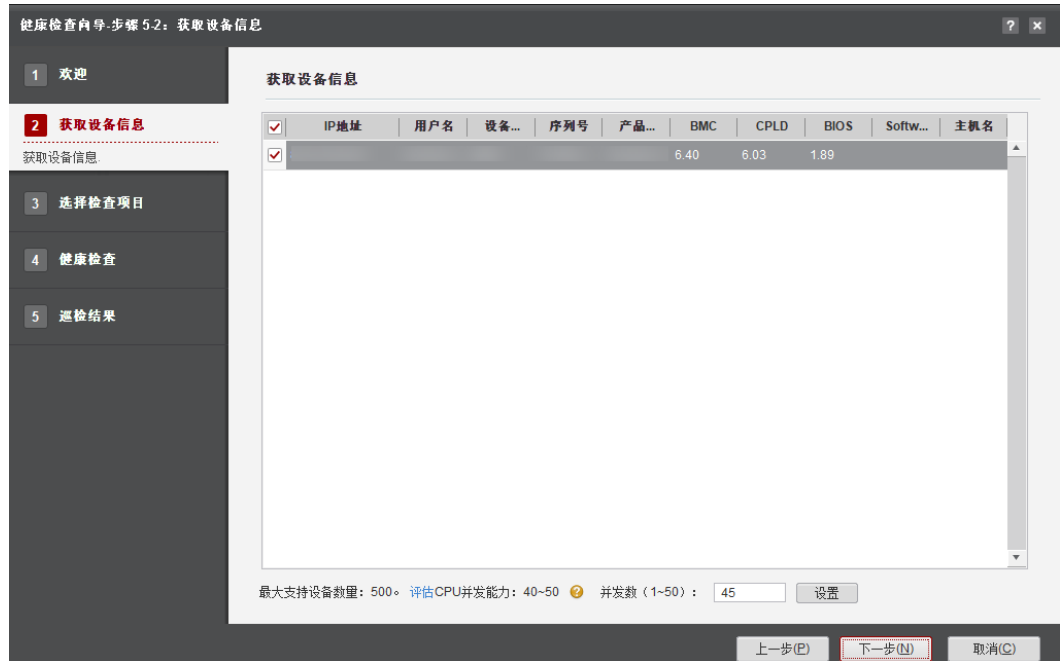 健康检查向导-步骤 5-2：获取设备信息
? ×
1 欢迎
2 获取设备信息
获取设备信息.
3 选择检查项目
4 健康检查
5 巡检结果
获取设备信息
IP地址 用户名 设备... 序列号 产品... BMC CPLD BIOS Softw... 主机名
6.40 6.03 1.89
最大支持设备数量：500。 评估CPU并发能力：40~50 ? 并发数（1~50）： 45 设置
上一步(P) 下一步(N) 取消(C)